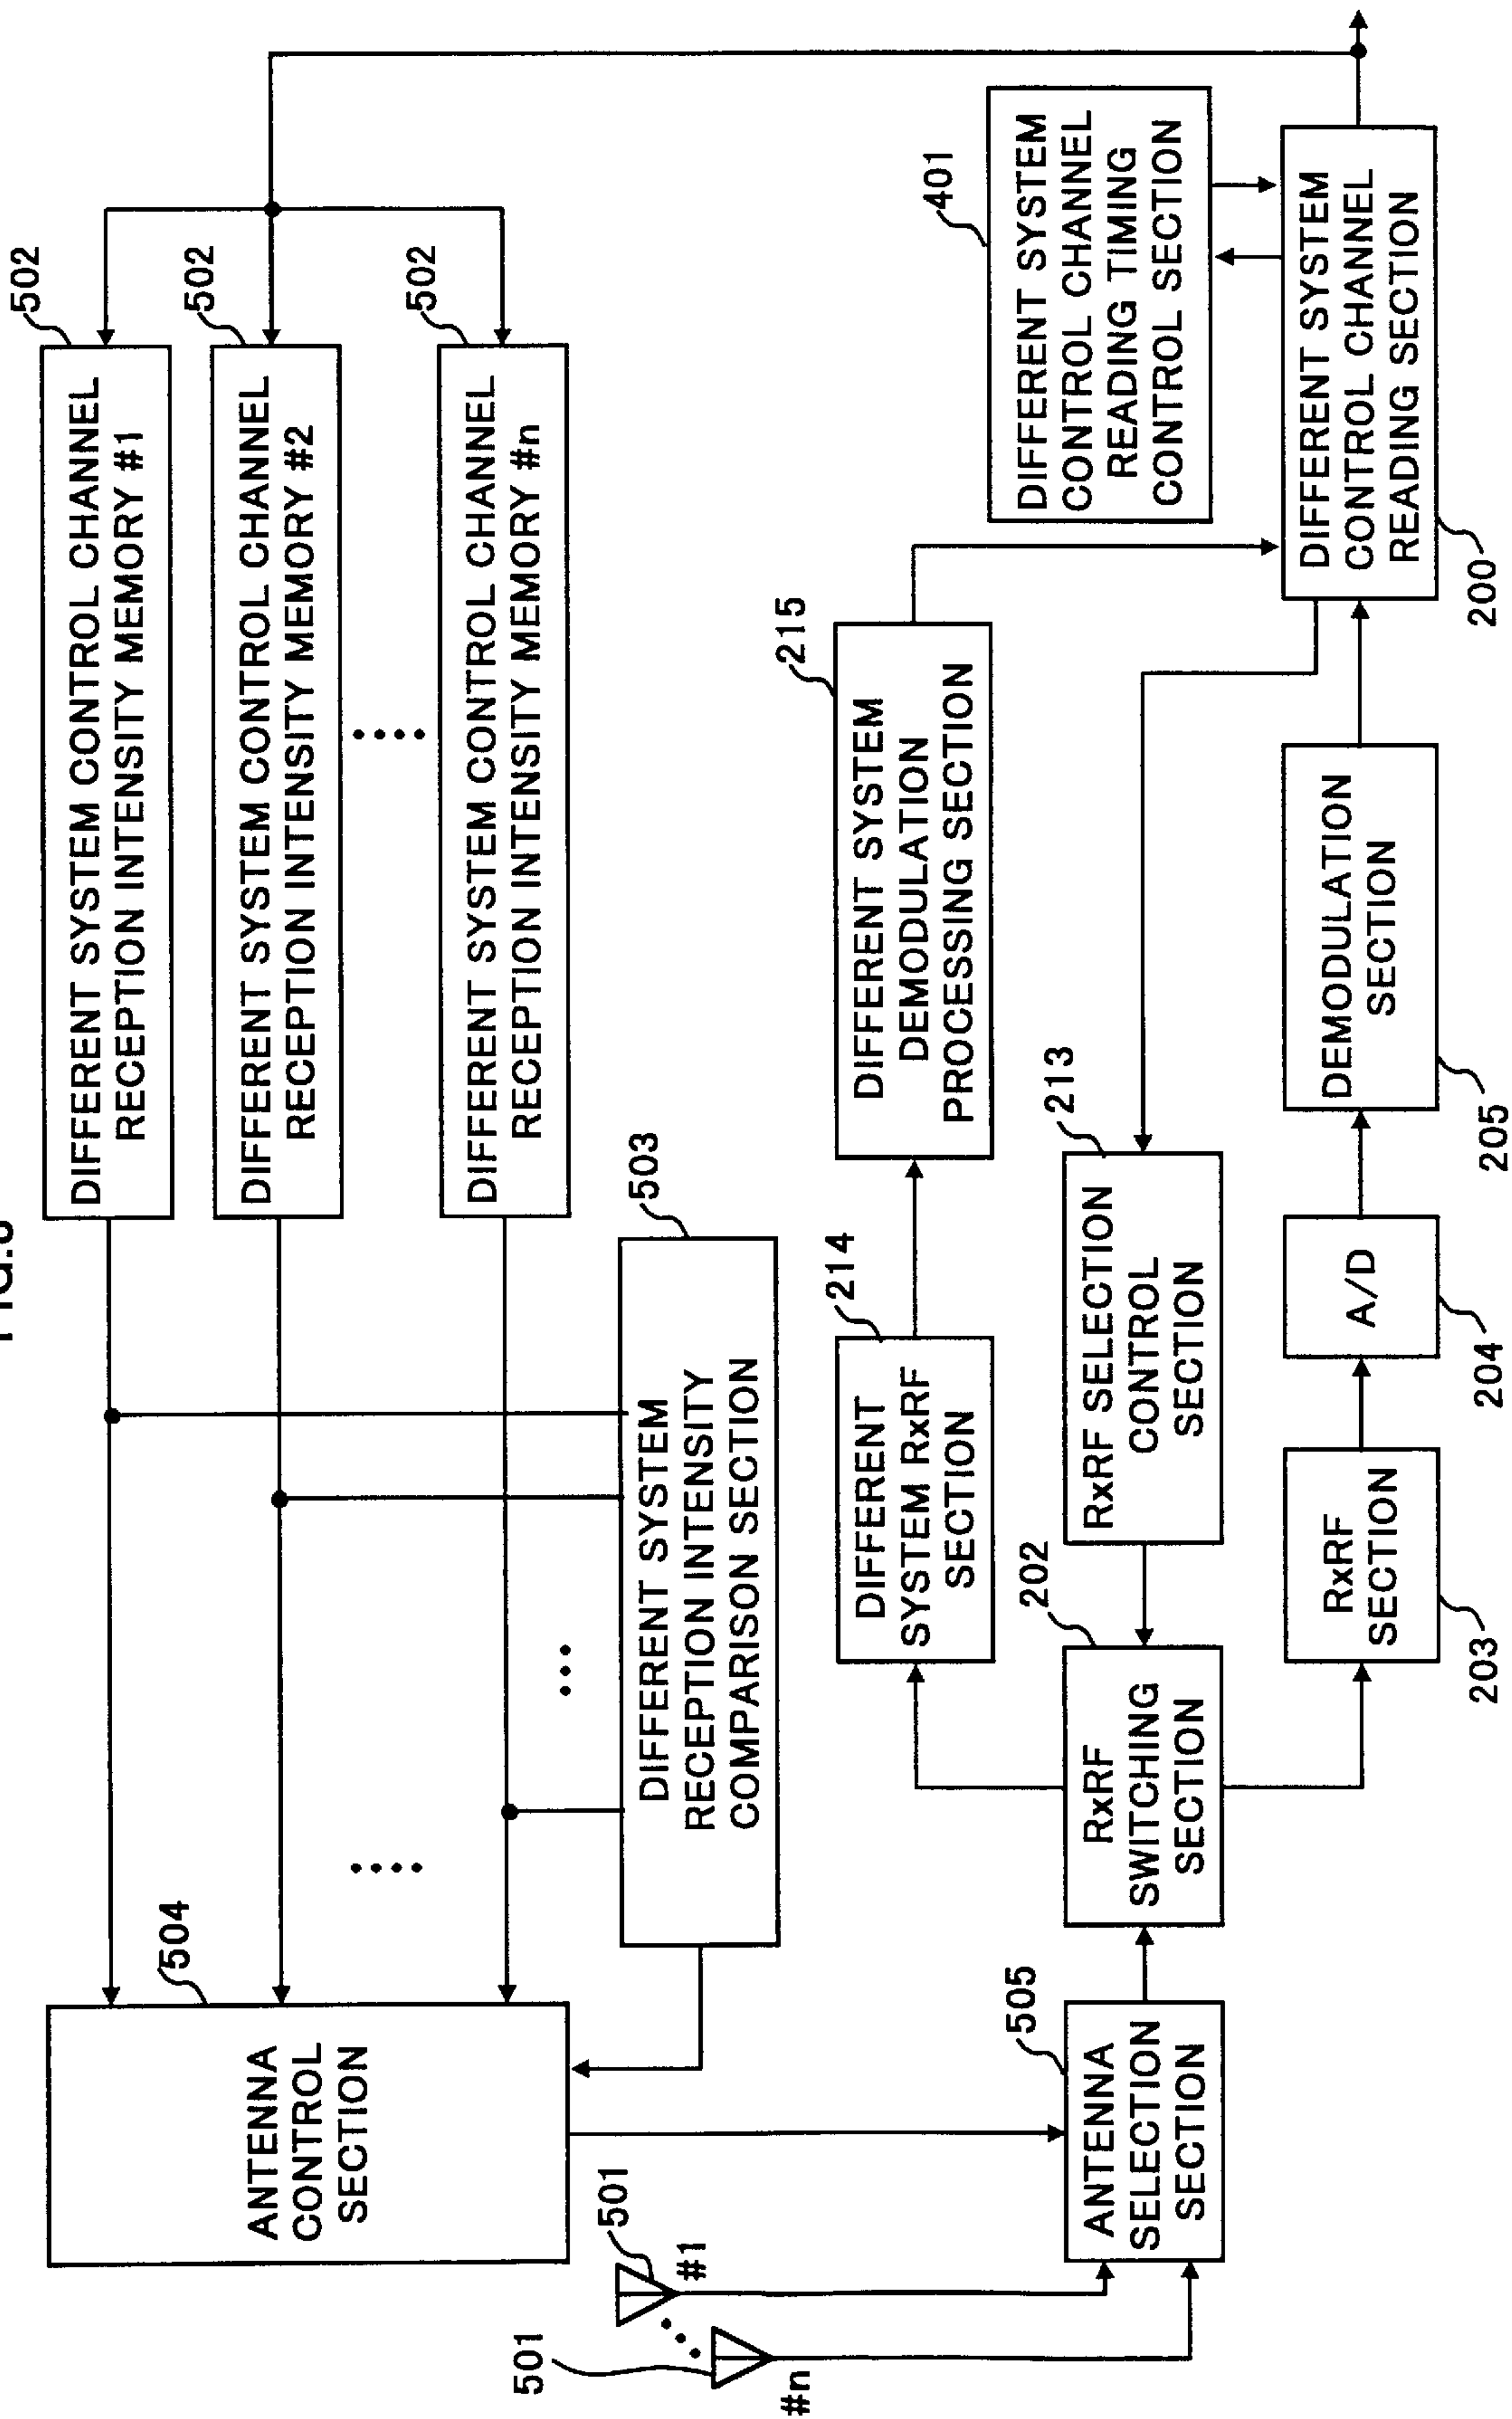 502
DIFFERENT SYSTEM CONTROL CHANNEL
RECEPTION INTENSITY MEMORY #1
502
DIFFERENT SYSTEM CONTROL CHANNEL
RECEPTION INTENSITY MEMORY #2
502
DIFFERENT SYSTEM CONTROL CHANNEL
RECEPTION INTENSITY MEMORY #n
504
ANTENNA
CONTROL
SECTION
503
DIFFERENT SYSTEM
RECEPTION INTENSITY
COMPARISON SECTION
501
#1
501
#n
505
ANTENNA
SELECTION
SECTION
202
RxRF
SWITCHING
SECTION
214
DIFFERENT
SYSTEM RxRF
SECTION
215
DIFFERENT SYSTEM
DEMODULATION
PROCESSING SECTION
213
RxRF SELECTION
CONTROL
SECTION
401
DIFFERENT SYSTEM
CONTROL CHANNEL
READING TIMING
CONTROL SECTION
RxRF
SECTION
203
A/D
204
DEMODULATION
SECTION
205
DIFFERENT SYSTEM
CONTROL CHANNEL
READING SECTION
200